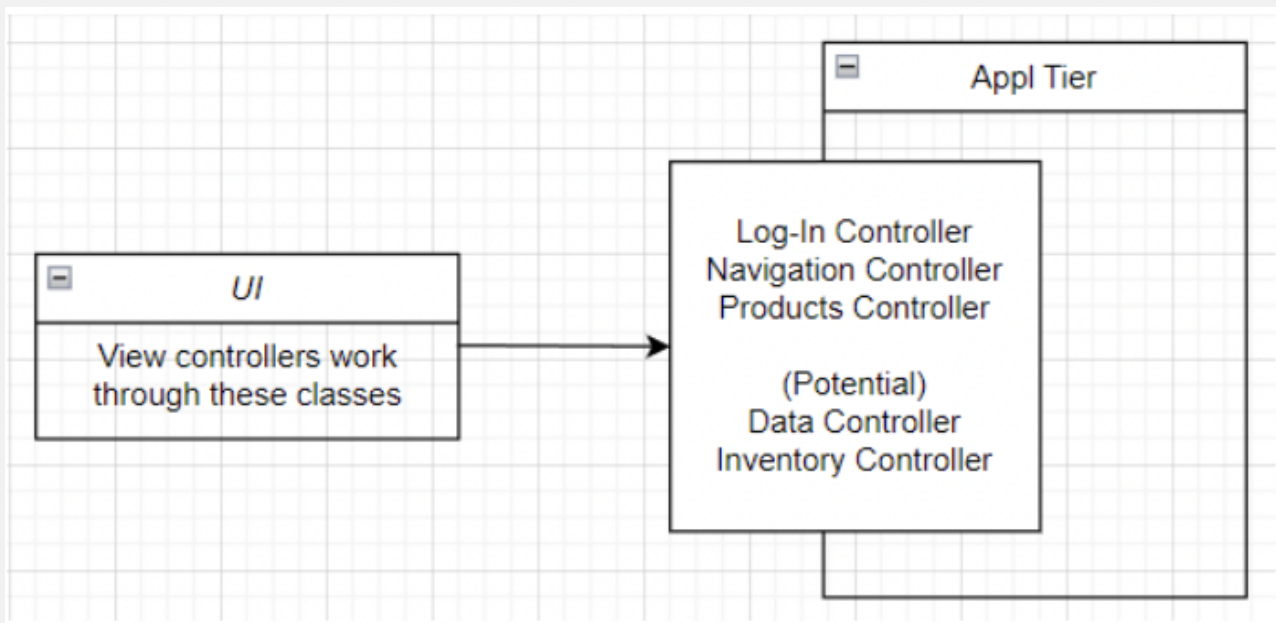 Appl Tier
Log-In Controller
Navigation Controller
Products Controller
(Potential)
Data Controller
Inventory Controller
UI
View controllers work
through these classes